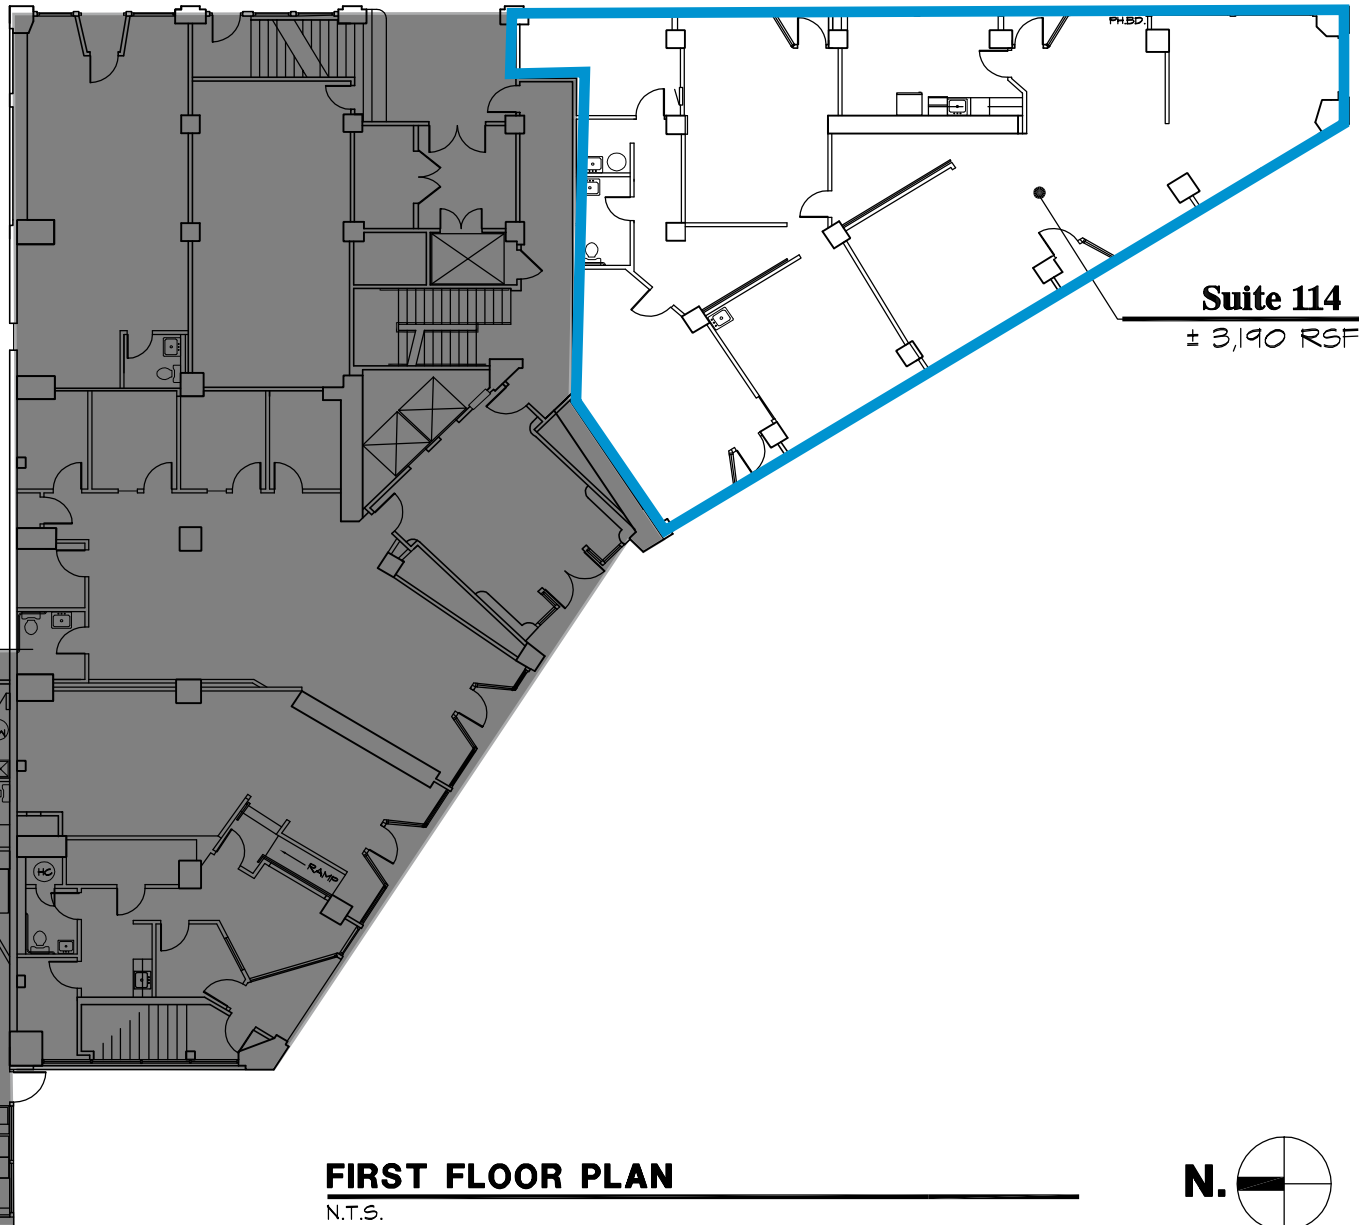 PH.BD.
Suite 114
± 3,190 RSF
RAMP
HC
FIRST FLOOR PLAN
N.
N.T.S.